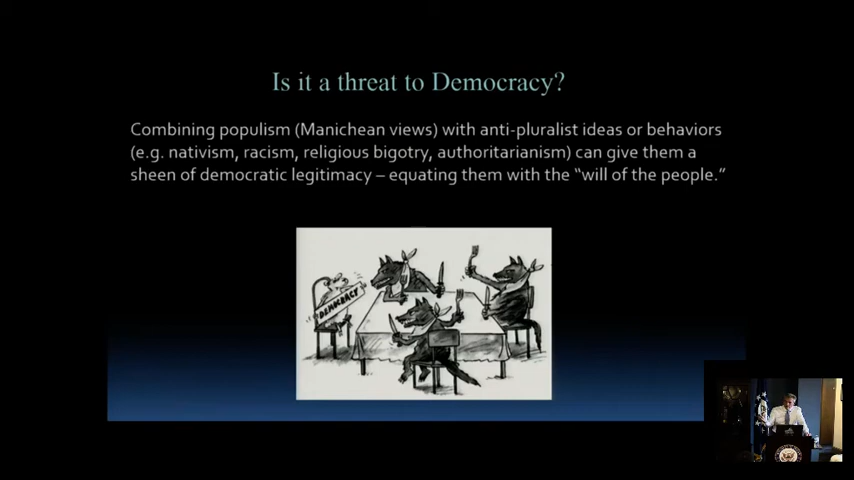 Is it a threat to Democracy?
Combining populism (Manichean views) with anti-pluralist ideas or behaviors
(e.g. nativism, racism, religious bigotry, authoritarianism) can give them a
sheen of democratic legitimacy – equating them with the “will of the people.”
DEMOCRACY